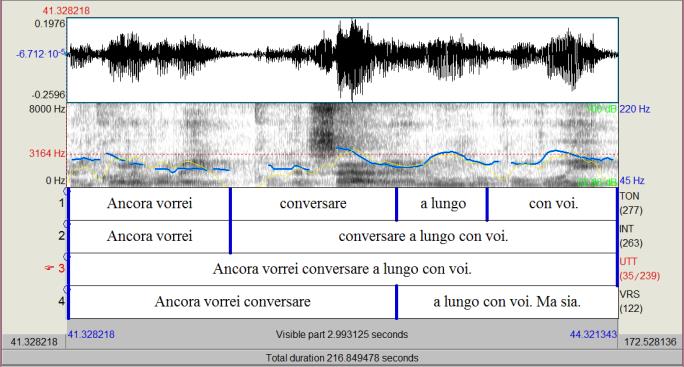 41.328218
0.1976
-6.712·10⁻⁵
-0.2596
8000 Hz
220 Hz
3164 Hz
0 Hz
45 Hz
1 Ancora vorrei conversare a lungo con voi. TON (277)
2 Ancora vorrei conversare a lungo con voi. INT (263)
3 Ancora vorrei conversare a lungo con voi. UTT (35/239)
4 Ancora vorrei conversare a lungo con voi. Ma sia. VRS (122)
41.328218 Visible part 2.993125 seconds 44.321343
41.328218 172.528136
Total duration 216.849478 seconds